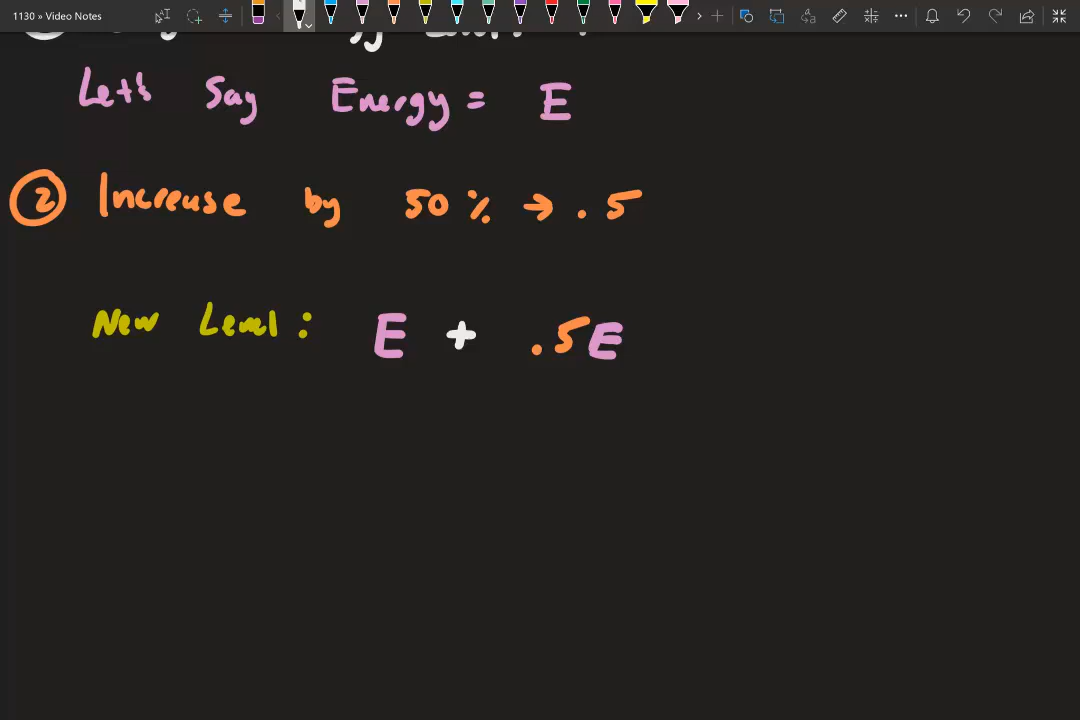 1130 » Video Notes
Let's Say Energy = E
② Increase by 50% → .5
New Level: E + .5E